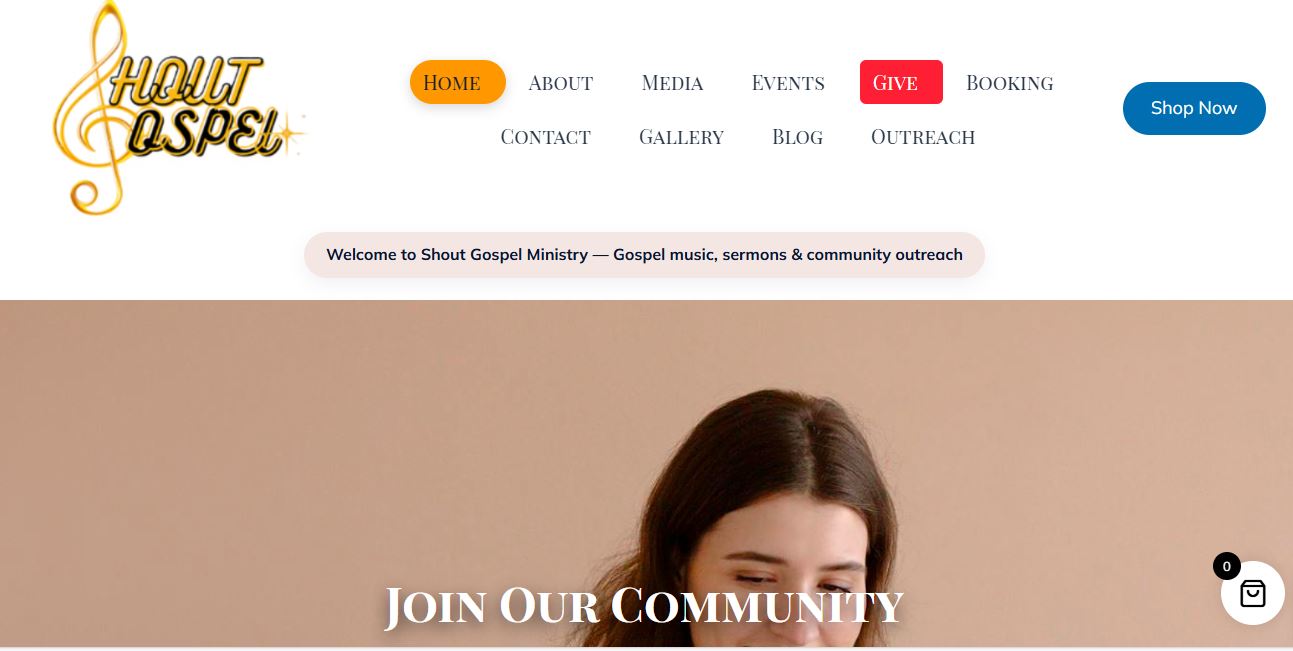 SHOUT
GOSPEL
HOME ABOUT MEDIA EVENTS GIVE BOOKING
CONTACT GALLERY BLOG OUTREACH
Shop Now
Welcome to Shout Gospel Ministry — Gospel music, sermons & community outreach
JOIN OUR COMMUNITY
0